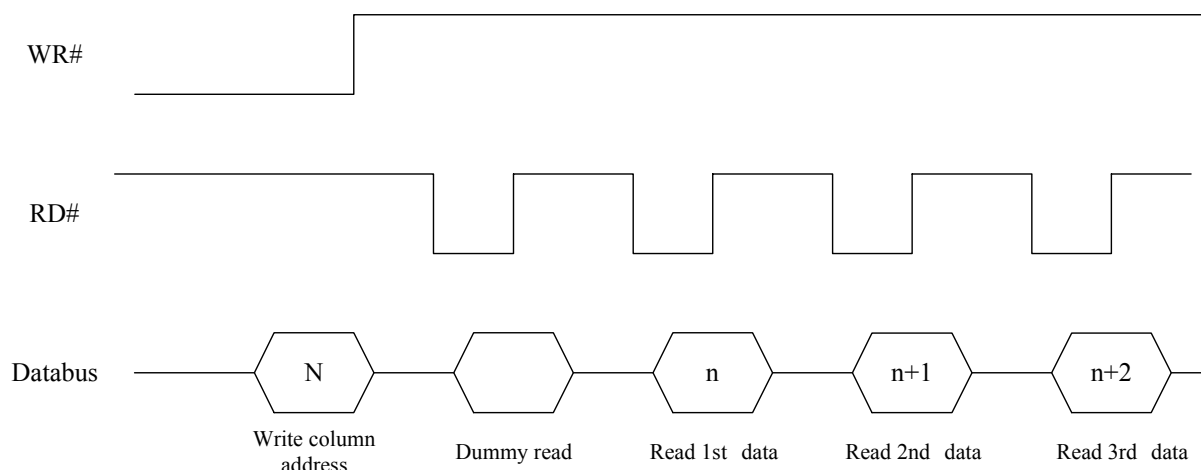 WR#
RD#
Databus
N
n
n+1
n+2
Write column
address
Dummy read
Read 1st data
Read 2nd data
Read 3rd data